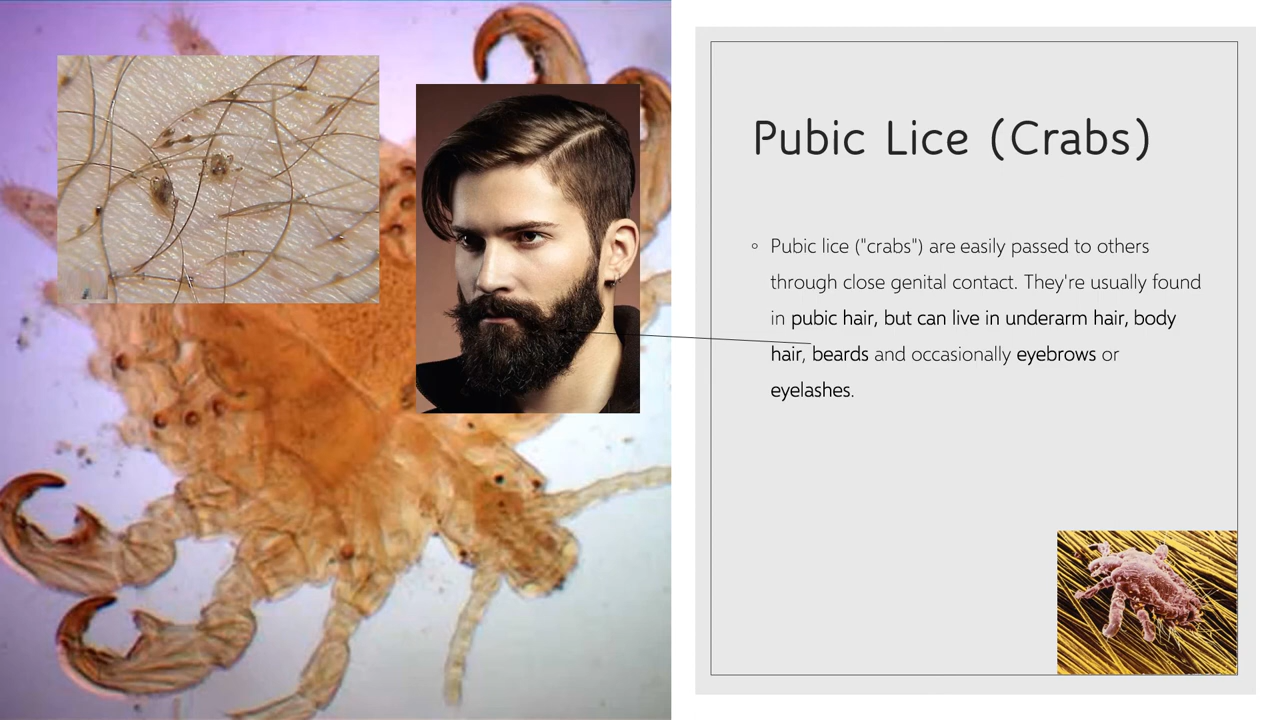 Pubic Lice (Crabs)
◦ Pubic lice ("crabs") are easily passed to others
through close genital contact. They're usually found
in pubic hair, but can live in underarm hair, body
hair, beards and occasionally eyebrows or
eyelashes.